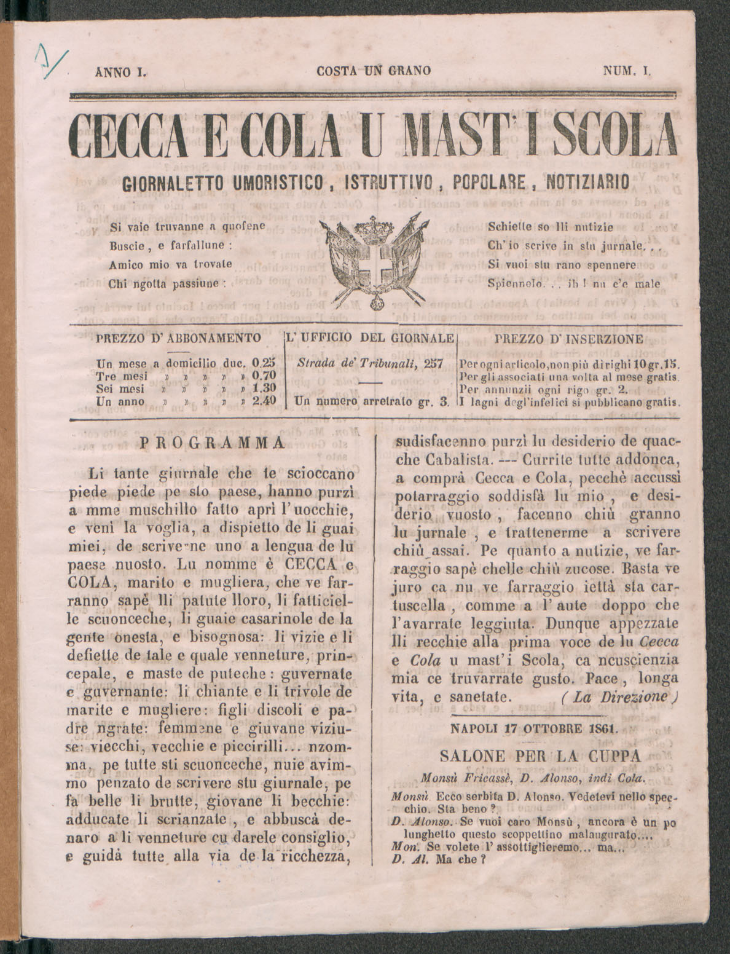 ANNO I. COSTA UN GRANO NUM. I.
CECCA E COLA U MAST' I SCOLA
GIORNALETTO UMORISTICO, ISTRUTTIVO, POPOLARE, NOTIZIARIO
Si vaie truvanne a quofene
Buscie, e farfallune:
Amico mio va trovate
Chi ngotta passiune:
Schiette so lli nutizie
Ch' io scrive in stu jurnale. . .
Si vuoi stu rano spennere
Spiennelo. . . ih! nu c'e male
PREZZO D' ABBONAMENTO
Un mese a domicilio duc. 0.25
Tre mesi » » » » » 0.70
Sei mesi » » » » » 1.30
Un anno » » » » » 2.40
L' UFFICIO DEL GIORNALE
Strada de' Tribunali, 257
Un numero arretrato gr. 3.
PREZZO D' INSERZIONE
Per ogni articolo, non più di righi 10 gr. 15.
Per gli associati una volta al mese gratis
Per annunzii ogni rigo gr. 2.
I lagni degl'infelici si pubblicano gratis.
PROGRAMMA
Li tante giurnale che te scioccano
piede piede pe sto paese, hanno purzì
a mme muschillo fatto aprì l'uocchie,
e venì la voglia, a dispietto de li guai
miei, de scriverne uno a lengua de lu
paese nuosto. Lu nomme è CECCA e
COLA, marito e mugliera, che ve far-
ranno sapè lli patute lloro, li fatticiel-
le scuonceche, li guaie casarinole de la
gente onesta, e bisognosa: li vizie e li
defiette de tale e quale venneture, prin-
cepale, e maste de puteche: guvernate
e guvernante: li chiante e li trivole de
marite e mugliere: figli discoli e pa-
dre ngrate: femmene e giuvane viziu-
se: viecchi, vecchie e piccirilli... nzom-
ma, pe tutte sti scuonceche, nuie avim-
mo penzato de scrivere stu giurnale, pe
fà belle li brutte, giovane li becchie:
adducate li scrianzate, e abbuscà de-
naro a li venneture cu darele consiglio,
e guidà tutte alla via de la ricchezza,
sudisfacenno purzì lu desiderio de quac-
che Cabalista. --- Currite tutte addonca,
a comprà Cecca e Cola, pecchè accussì
potarraggio soddisfà lu mio, e desi-
derio vuosto, facenno chiù granno
lu jurnale, e trattenerme a scrivere
chiù assai. Pe quanto a nutizie, ve far-
raggio sapè chelle chiù zucose. Basta ve
juro ca nu ve farraggio iettà sta car-
tuscella, comme a l'aute doppo che
l'avarrate leggiuta. Dunque appezzate
lli recchie alla prima voce de lu Cecca
e Cola u mast'i Scola, ca ncuscienzia
mia ce truvarrate gusto. Pace, longa
vita, e sanetate. (La Direzione)
NAPOLI 17 OTTOBRE 1861.
SALONE PER LA CUPPA
Monsù Fricassè, D. Alonso, indi Cola.
Monsù Ecco serbita D. Alonso. Vedetevi nello spec-
chio. Sta beno?
D. Alonso. Se vuoi caro Monsù, ancora è un po
lunghetto questo scoppettino malaugurato....
Mon. Se volete l'assottiglieremo... ma...
D. Al. Ma che?